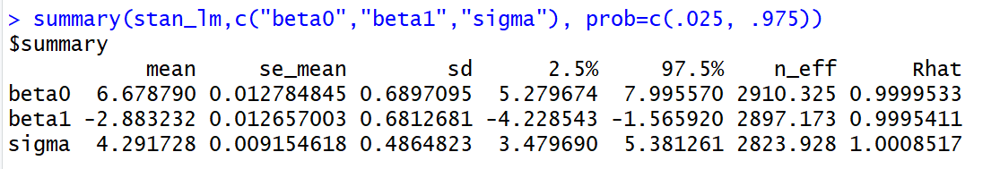 > summary(stan_lm,c("beta0","beta1","sigma"), prob=c(.025, .975))
$summary
mean se_mean sd 2.5% 97.5% n_eff Rhat
beta0 6.678790 0.012784845 0.6897095 5.279674 7.995570 2910.325 0.9999533
beta1 -2.883232 0.012657003 0.6812681 -4.228543 -1.565920 2897.173 0.9995411
sigma 4.291728 0.009154618 0.4864823 3.479690 5.381261 2823.928 1.0008517